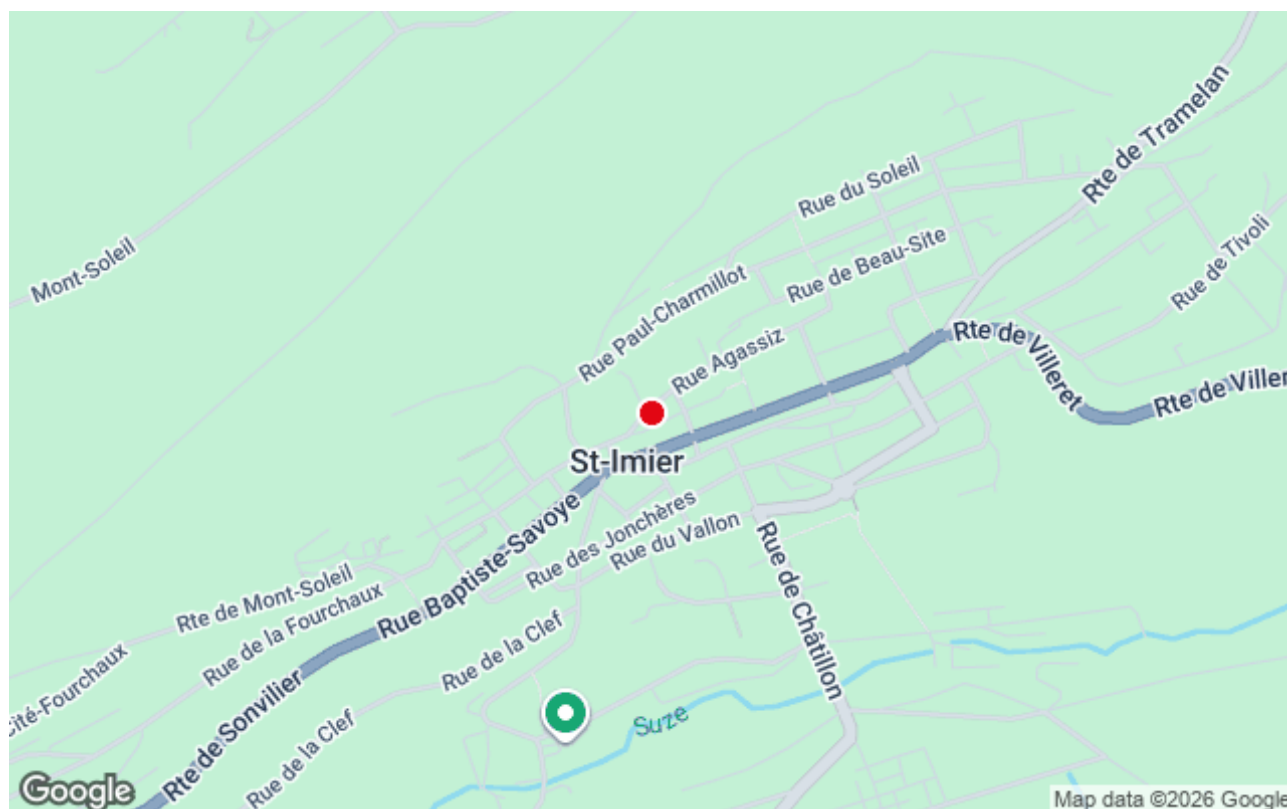 Rte de Tramelan
Rue du Soleil
Mont-Soleil
Rue de Beau-Site
Rue de Tivoli
Rue Paul-Charmillot
Rte de Villeret
Rue Agassiz
Rte de Viller
St-Imier
Rue Baptiste-Savoye
Rue des Jonchères
Rue du Vallon
Rue de Châtillon
Rte de Mont-Soleil
Rue de la Fourchaux
Rue de la Clef
Cité-Fourchaux
Rte de Sonvilier
Rue de la Clef
Suze
Google
Map data ©2026 Google